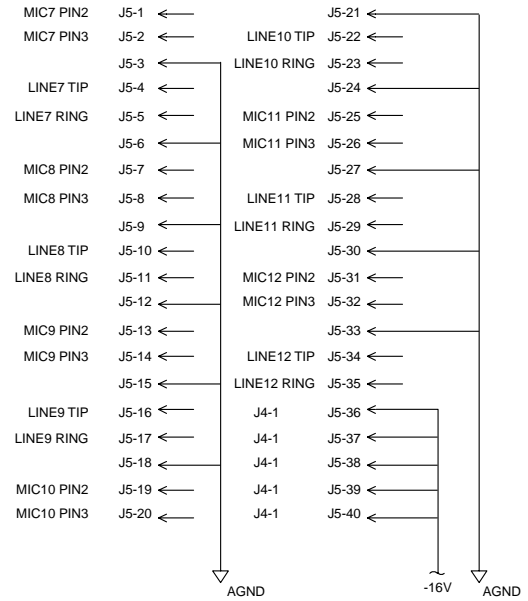 MIC7 PIN2 J5-1
MIC7 PIN3 J5-2
J5-3
LINE7 TIP J5-4
LINE7 RING J5-5
J5-6
MIC8 PIN2 J5-7
MIC8 PIN3 J5-8
J5-9
LINE8 TIP J5-10
LINE8 RING J5-11
J5-12
MIC9 PIN2 J5-13
MIC9 PIN3 J5-14
J5-15
LINE9 TIP J5-16
LINE9 RING J5-17
J5-18
MIC10 PIN2 J5-19
MIC10 PIN3 J5-20
AGND
J5-21
LINE10 TIP J5-22
LINE10 RING J5-23
J5-24
MIC11 PIN2 J5-25
MIC11 PIN3 J5-26
J5-27
LINE11 TIP J5-28
LINE11 RING J5-29
J5-30
MIC12 PIN2 J5-31
MIC12 PIN3 J5-32
J5-33
LINE12 TIP J5-34
LINE12 RING J5-35
J4-1 J5-36
J4-1 J5-37
J4-1 J5-38
J4-1 J5-39
J4-1 J5-40
-16V
AGND